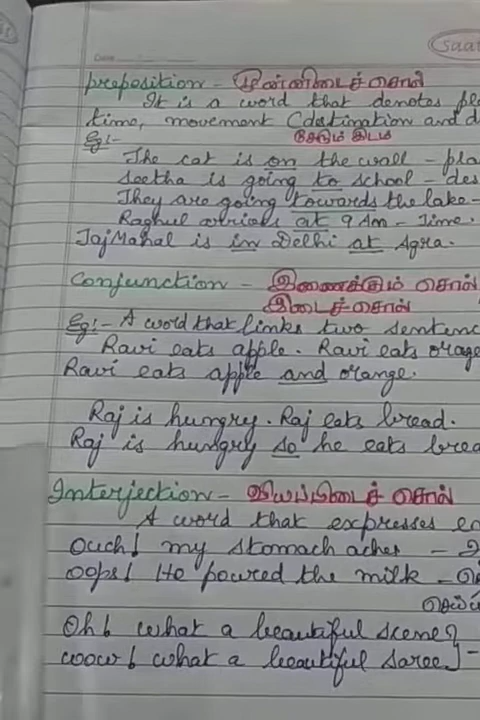 Date
Saat
preposition - முன்னிடைச் சொல்
It is a word that denotes pla
time, movement (destination and d
சேரும் இடம்
Eg:-
The cat is on the wall - pla
Seetha is going to school - des
They are going towards the lake -
Raghul arrivals at 9 Am - Time.
TajMahal is in Delhi at Agra.
Conjunction - இணைக்கும் சொல்
இடைச்சொல்
Eg:- A word that links two sentenc
Ravi eats apple. Ravi eats orage
Ravi eats apple and orange.
Raj is hungry. Raj eats bread.
Raj is hungry so he eats brea
Interjection - வியப்பிடைச் சொல்
A word that expresses
Ouch! my stomach aches -
Oops! He poured the milk -
Oh! what a beautiful scene?
wow! what a beautiful saree